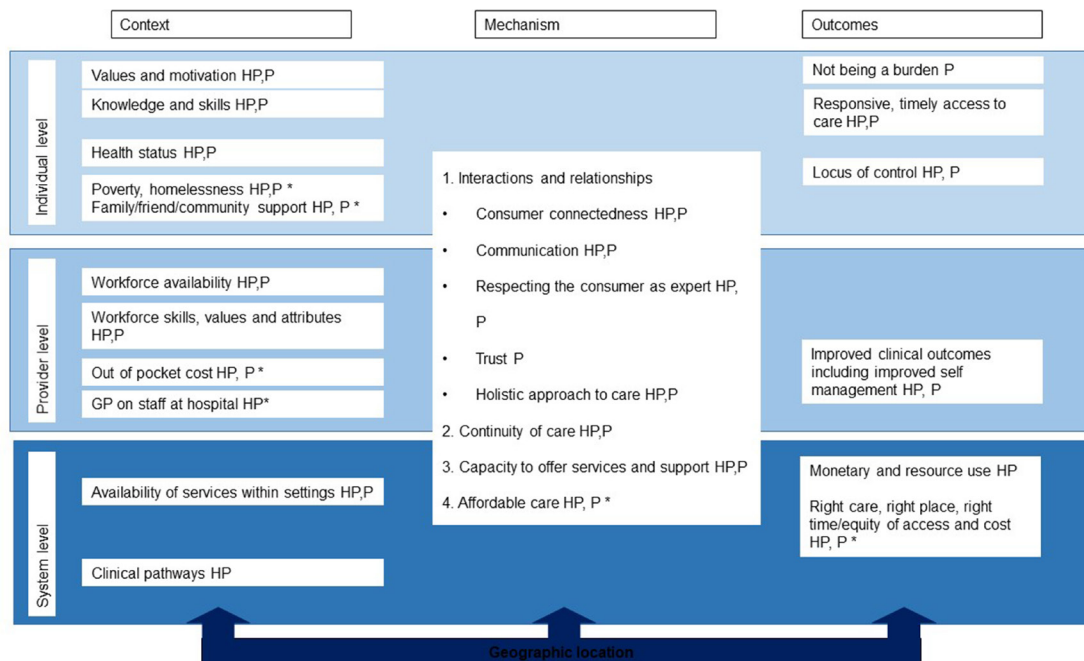 Context
Mechanism
Outcomes
Individual level
Values and motivation HP,P
Knowledge and skills HP,P
Health status HP,P
Poverty, homelessness HP,P *
Family/friend/community support HP, P *
Provider level
Workforce availability HP,P
Workforce skills, values and attributes
HP,P
Out of pocket cost HP, P *
GP on staff at hospital HP*
System level
Availability of services within settings HP,P
Clinical pathways HP
1. Interactions and relationships
• Consumer connectedness HP,P
• Communication HP,P
• Respecting the consumer as expert HP,
P
• Trust P
• Holistic approach to care HP,P
2. Continuity of care HP,P
3. Capacity to offer services and support HP,P
4. Affordable care HP, P *
Not being a burden P
Responsive, timely access to
care HP,P
Locus of control HP, P
Improved clinical outcomes
including improved self
management HP, P
Monetary and resource use HP
Right care, right place, right
time/equity of access and cost
HP, P *
Geographic location